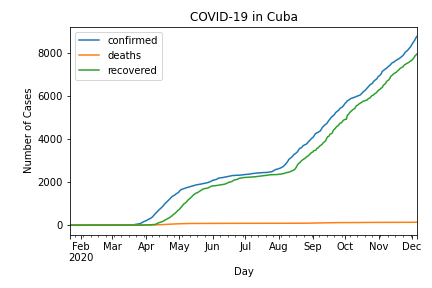 COVID-19 in Cuba
confirmed
deaths
recovered
Number of Cases
8000
6000
4000
2000
0
Feb Mar Apr May Jun Jul Aug Sep Oct Nov Dec
2020
Day